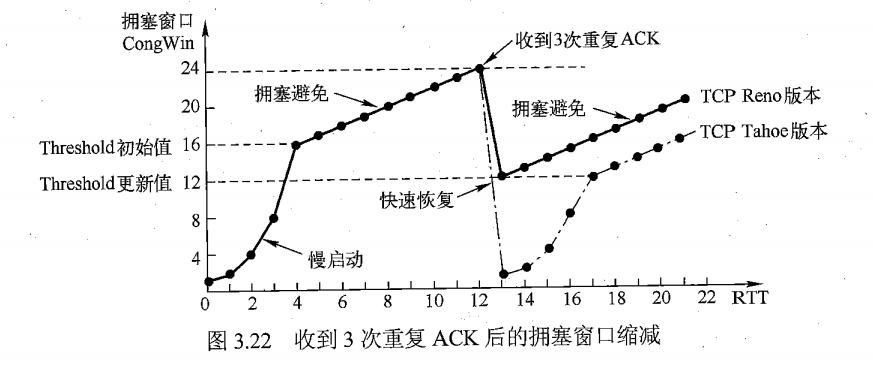 拥塞窗口
CongWin
收到3次重复ACK
24
拥塞避免
拥塞避免
TCP Reno版本
20
TCP Tahoe版本
Threshold初始值 16
Threshold更新值 12
快速恢复
8
慢启动
4
0 2 4 6 8 10 12 14 16 18 20 22 RTT
图 3.22 收到 3 次重复 ACK 后的拥塞窗口缩减